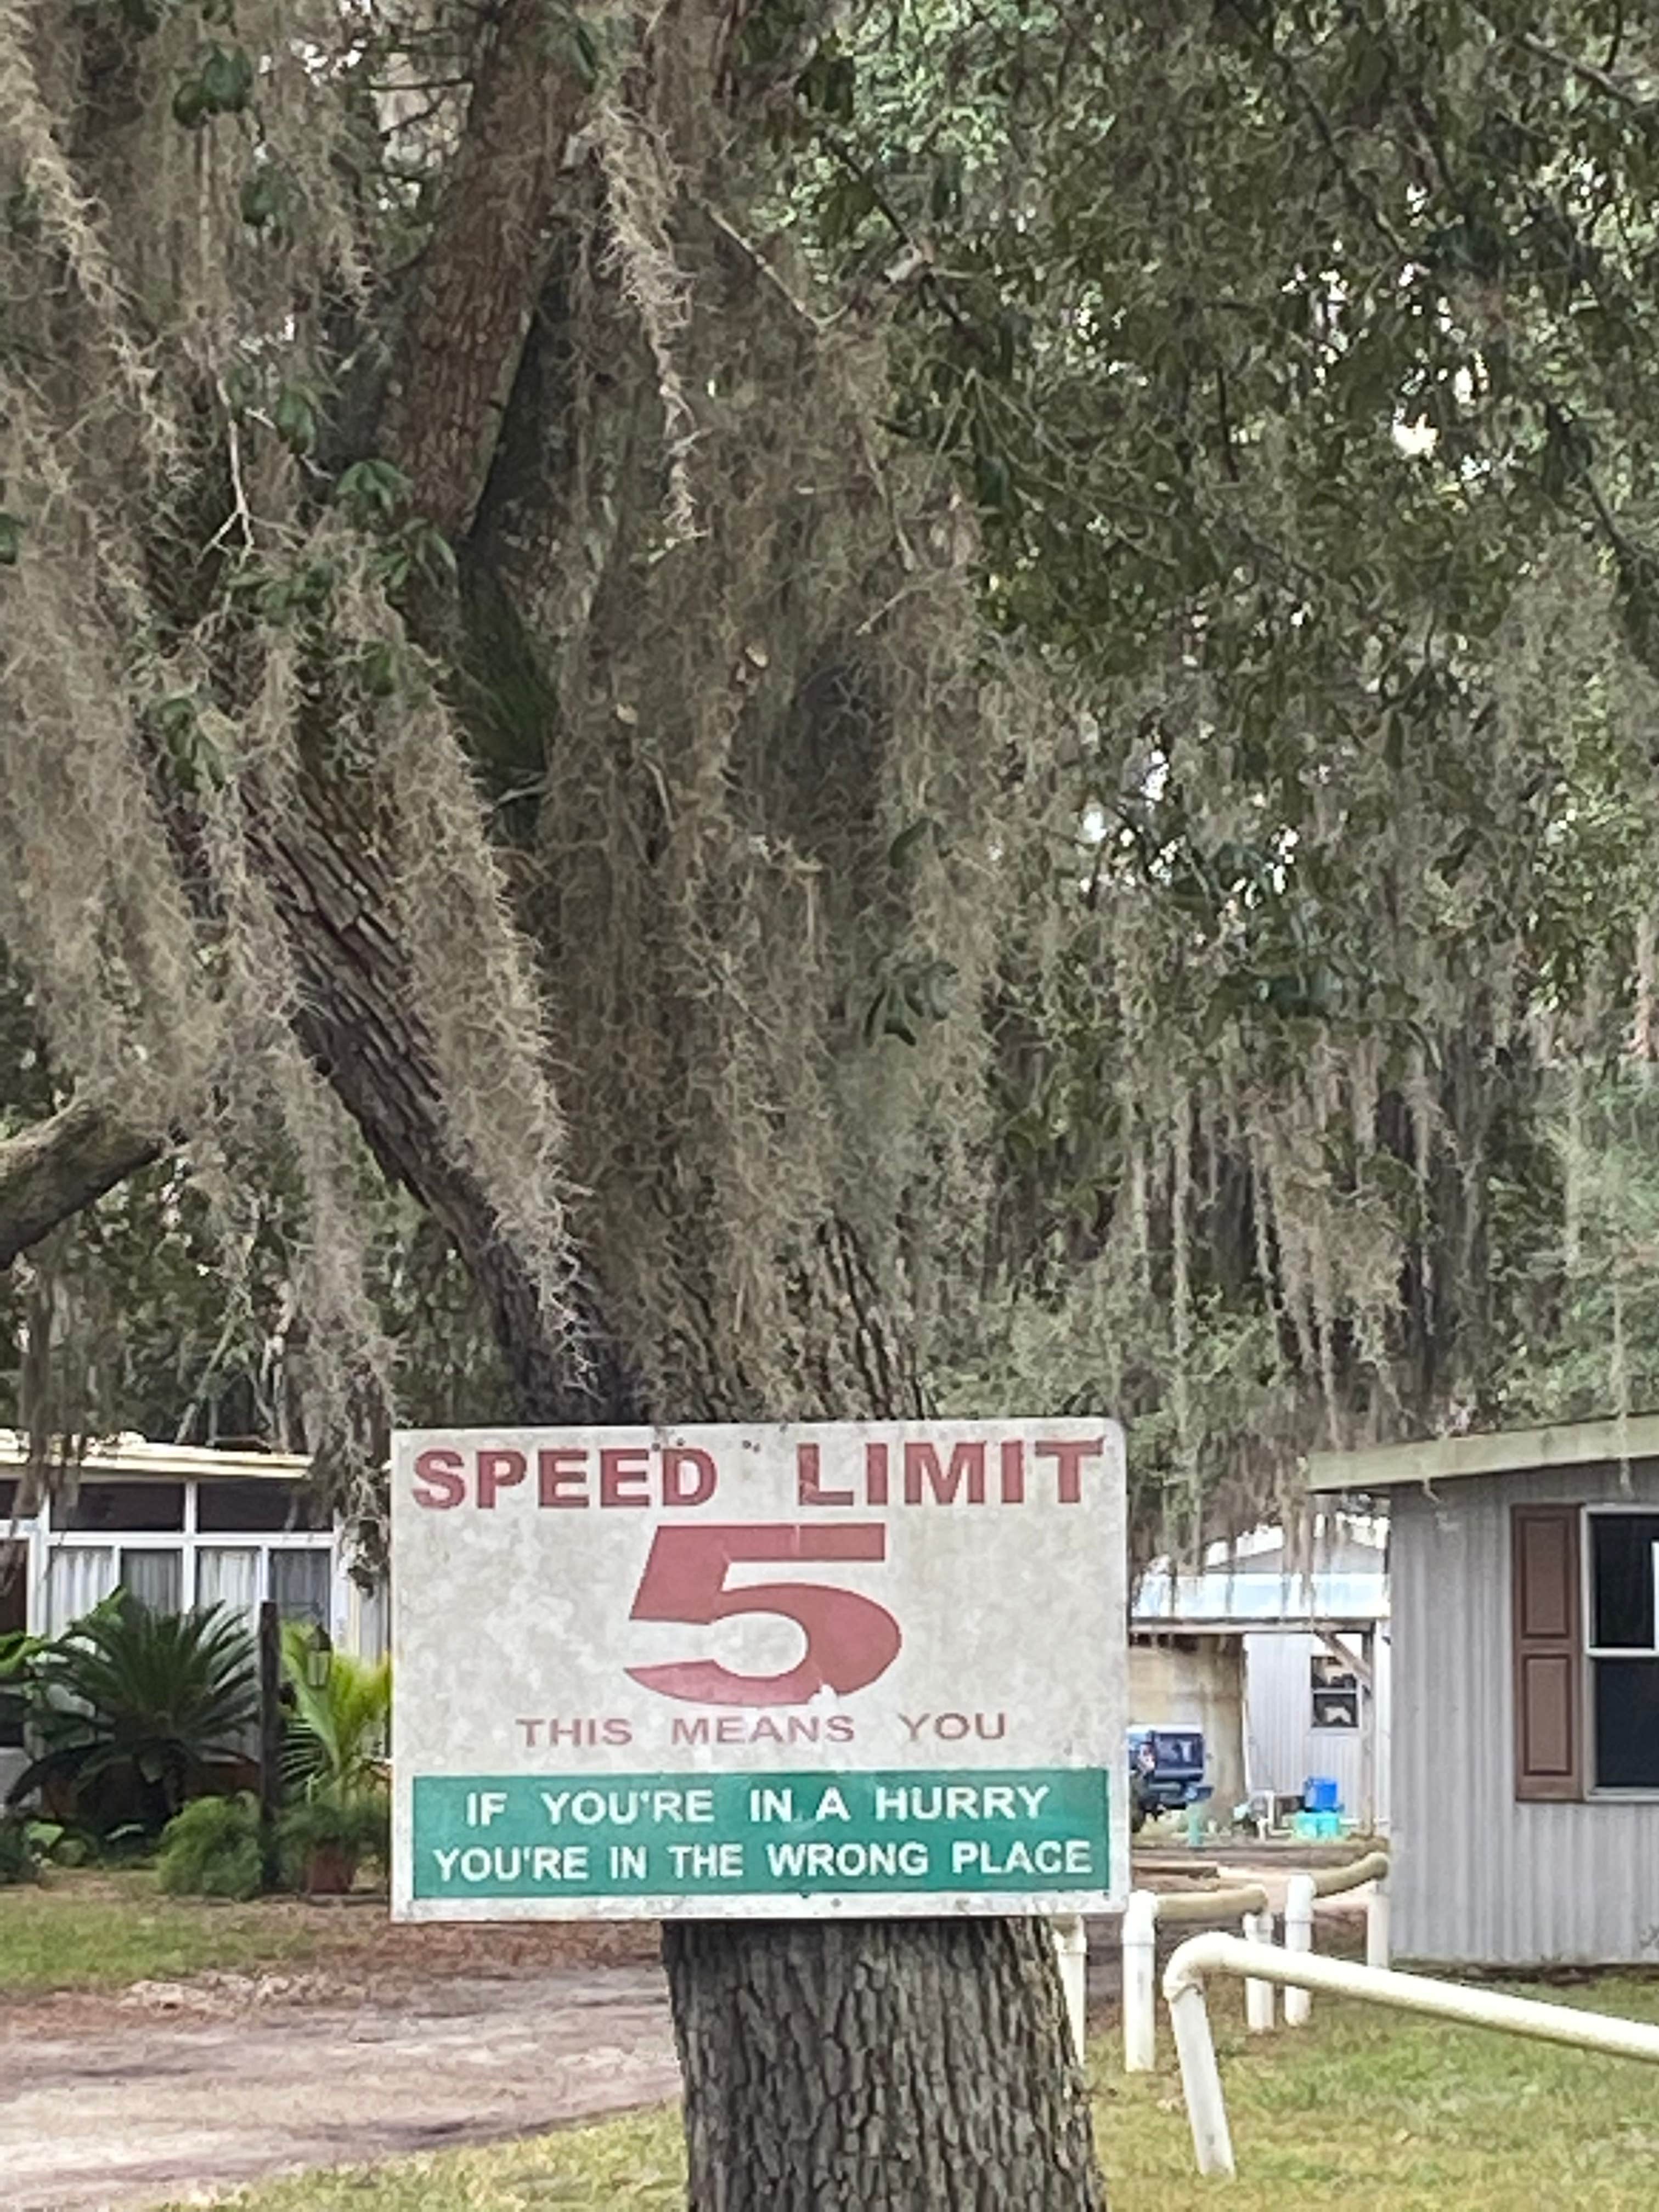 SPEED LIMIT
5
THIS MEANS YOU
IF YOU'RE IN A HURRY
YOU'RE IN THE WRONG PLACE